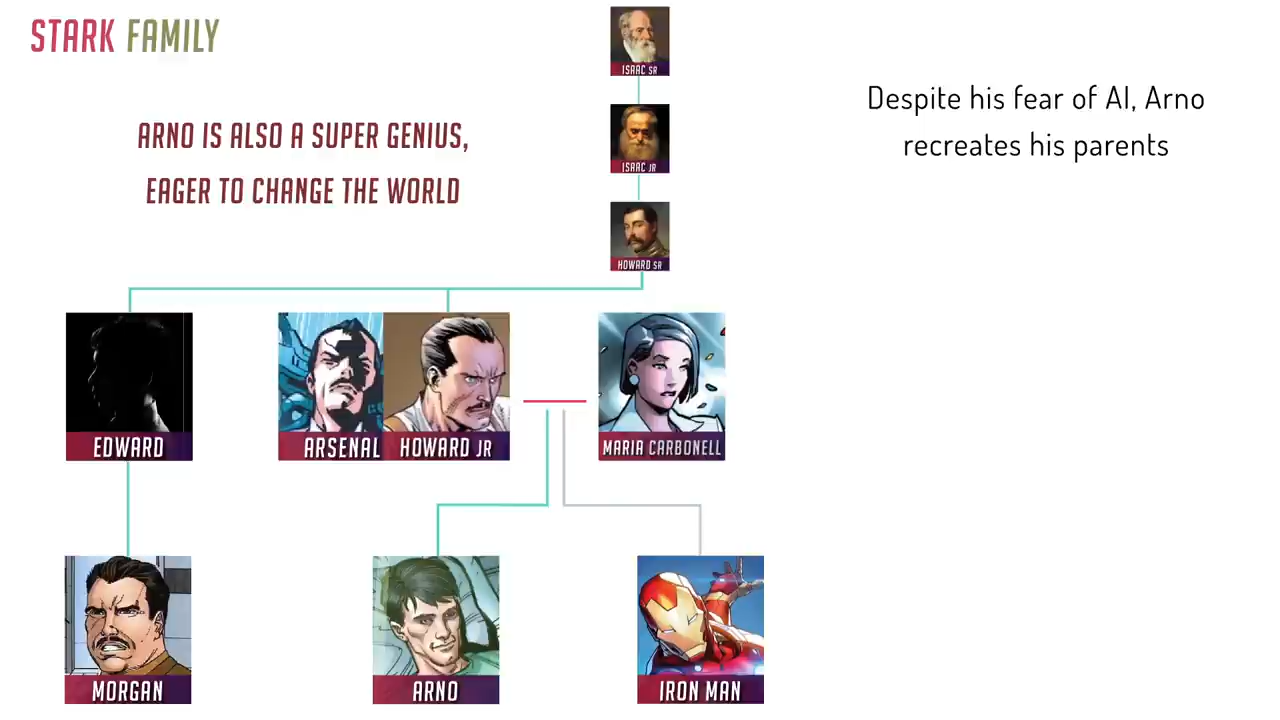 STARK FAMILY
ISAAC SR
ARNO IS ALSO A SUPER GENIUS,
EAGER TO CHANGE THE WORLD
Despite his fear of AI, Arno
recreates his parents
ISAAC JR
HOWARD SR
EDWARD
ARSENAL
HOWARD JR
MARIA CARBONELL
MORGAN
ARNO
IRON MAN